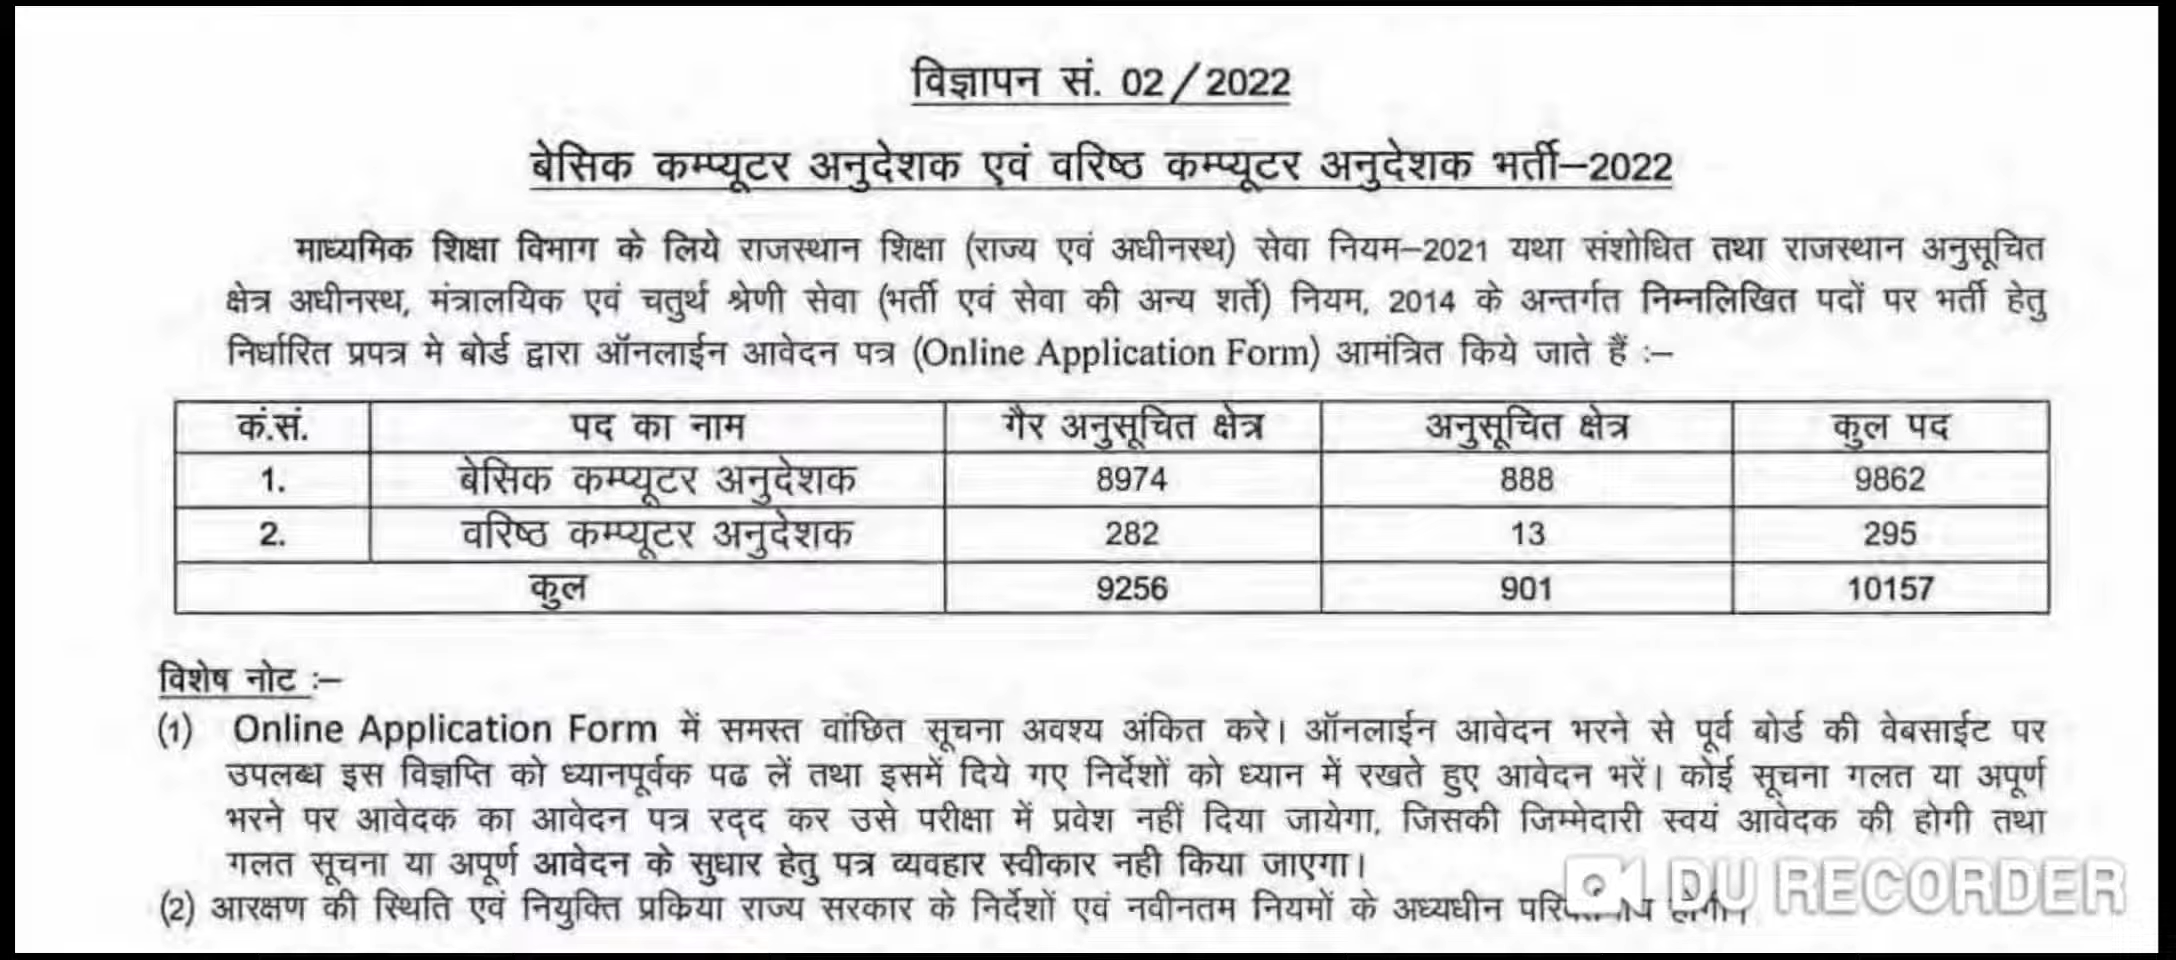 विज्ञापन सं. 02/2022
बेसिक कम्प्यूटर अनुदेशक एवं वरिष्ठ कम्प्यूटर अनुदेशक भर्ती–2022
माध्यमिक शिक्षा विभाग के लिये राजस्थान शिक्षा (राज्य एवं अधीनस्थ) सेवा नियम–2021 यथा संशोधित तथा राजस्थान अनुसूचित
क्षेत्र अधीनस्थ, मंत्रालयिक एवं चतुर्थ श्रेणी सेवा (भर्ती एवं सेवा की अन्य शर्ते) नियम, 2014 के अन्तर्गत निम्नलिखित पदों पर भर्ती हेतु
निर्धारित प्रपत्र मे बोर्ड द्वारा ऑनलाईन आवेदन पत्र (Online Application Form) आमंत्रित किये जाते हैं :–
कं.सं. पद का नाम गैर अनुसूचित क्षेत्र अनुसूचित क्षेत्र कुल पद
1. बेसिक कम्प्यूटर अनुदेशक 8974 888 9862
2. वरिष्ठ कम्प्यूटर अनुदेशक 282 13 295
कुल 9256 901 10157
विशेष नोट :–
(1) Online Application Form में समस्त वांछित सूचना अवश्य अंकित करे। ऑनलाईन आवेदन भरने से पूर्व बोर्ड की वेबसाईट पर
उपलब्ध इस विज्ञप्ति को ध्यानपूर्वक पढ लें तथा इसमें दिये गए निर्देशों को ध्यान में रखते हुए आवेदन भरें। कोई सूचना गलत या अपूर्ण
भरने पर आवेदक का आवेदन पत्र रद्द कर उसे परीक्षा में प्रवेश नहीं दिया जायेगा, जिसकी जिम्मेदारी स्वयं आवेदक की होगी तथा
गलत सूचना या अपूर्ण आवेदन के सुधार हेतु पत्र व्यवहार स्वीकार नही किया जाएगा।
(2) आरक्षण की स्थिति एवं नियुक्ति प्रकिया राज्य सरकार के निर्देशों एवं नवीनतम नियमों के अध्यधीन
DU RECORDER